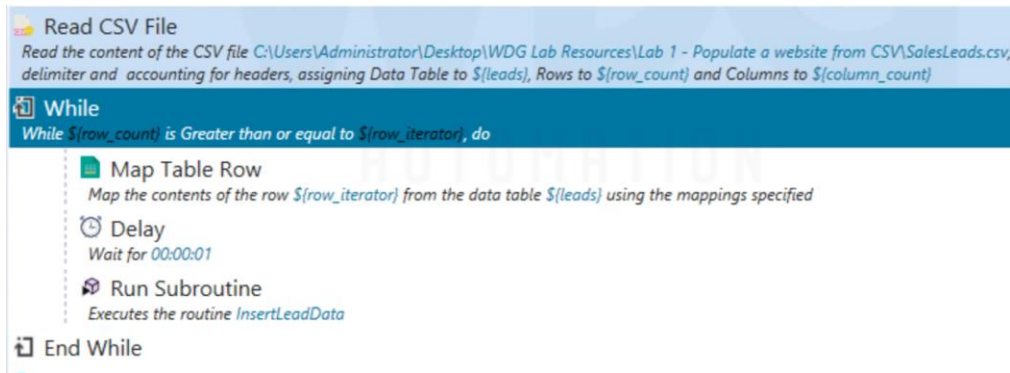 Read CSV File
Read the content of the CSV file C:\Users\Administrator\Desktop\WDG Lab Resources\Lab 1 - Populate a website from CSV\SalesLeads.csv,
delimiter and accounting for headers, assigning Data Table to ${leads}, Rows to ${row_count} and Columns to ${column_count}
While
While ${row_count} is Greater than or equal to ${row_iterator}, do
AUTOMATION
Map Table Row
Map the contents of the row ${row_iterator} from the data table ${leads} using the mappings specified
Delay
Wait for 00:00:01
Run Subroutine
Executes the routine InsertLeadData
End While